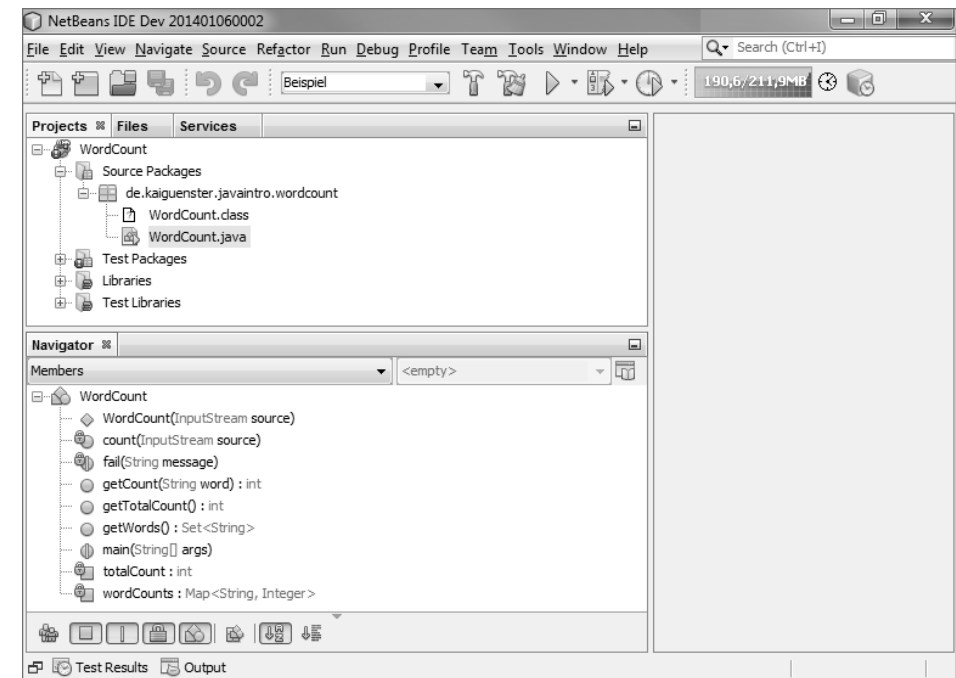 NetBeans IDE Dev 201401060002
File Edit View Navigate Source Refactor Run Debug Profile Team Tools Window Help
Search (Ctrl+I)
Beispiel
190,6/211,9MB
Projects Files Services
WordCount
Source Packages
de.kaiguenster.javaintro.wordcount
WordCount.class
WordCount.java
Test Packages
Libraries
Test Libraries
Navigator
Members
<empty>
WordCount
WordCount(InputStream source)
count(InputStream source)
fail(String message)
getCount(String word) : int
getTotalCount() : int
getWords() : Set<String>
main(String[] args)
totalCount : int
wordCounts : Map<String, Integer>
Test Results Output